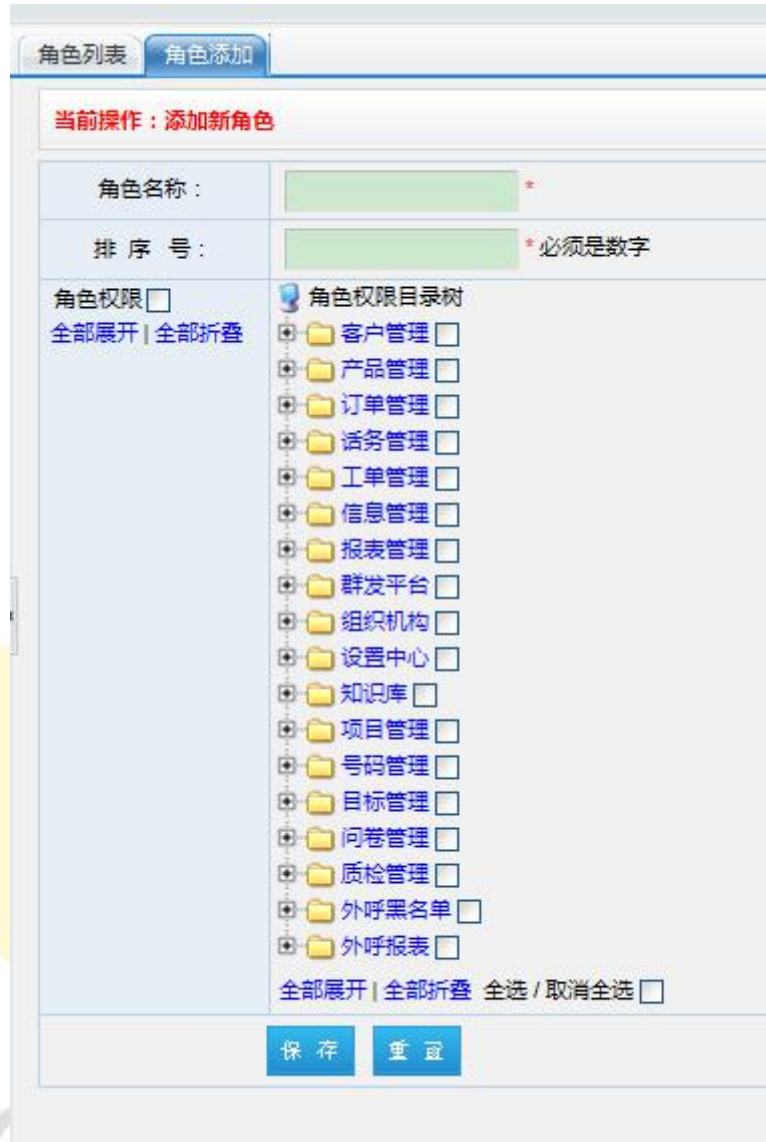 角色列表 角色添加
当前操作：添加新角色
角色名称： *
排 序 号： *必须是数字
角色权限
全部展开 | 全部折叠
角色权限目录树
客户管理
产品管理
订单管理
话务管理
工单管理
信息管理
报表管理
群发平台
组织机构
设置中心
知识库
项目管理
号码管理
目标管理
问卷管理
质检管理
外呼黑名单
外呼报表
全部展开 | 全部折叠 全选 / 取消全选
保 存 重 置